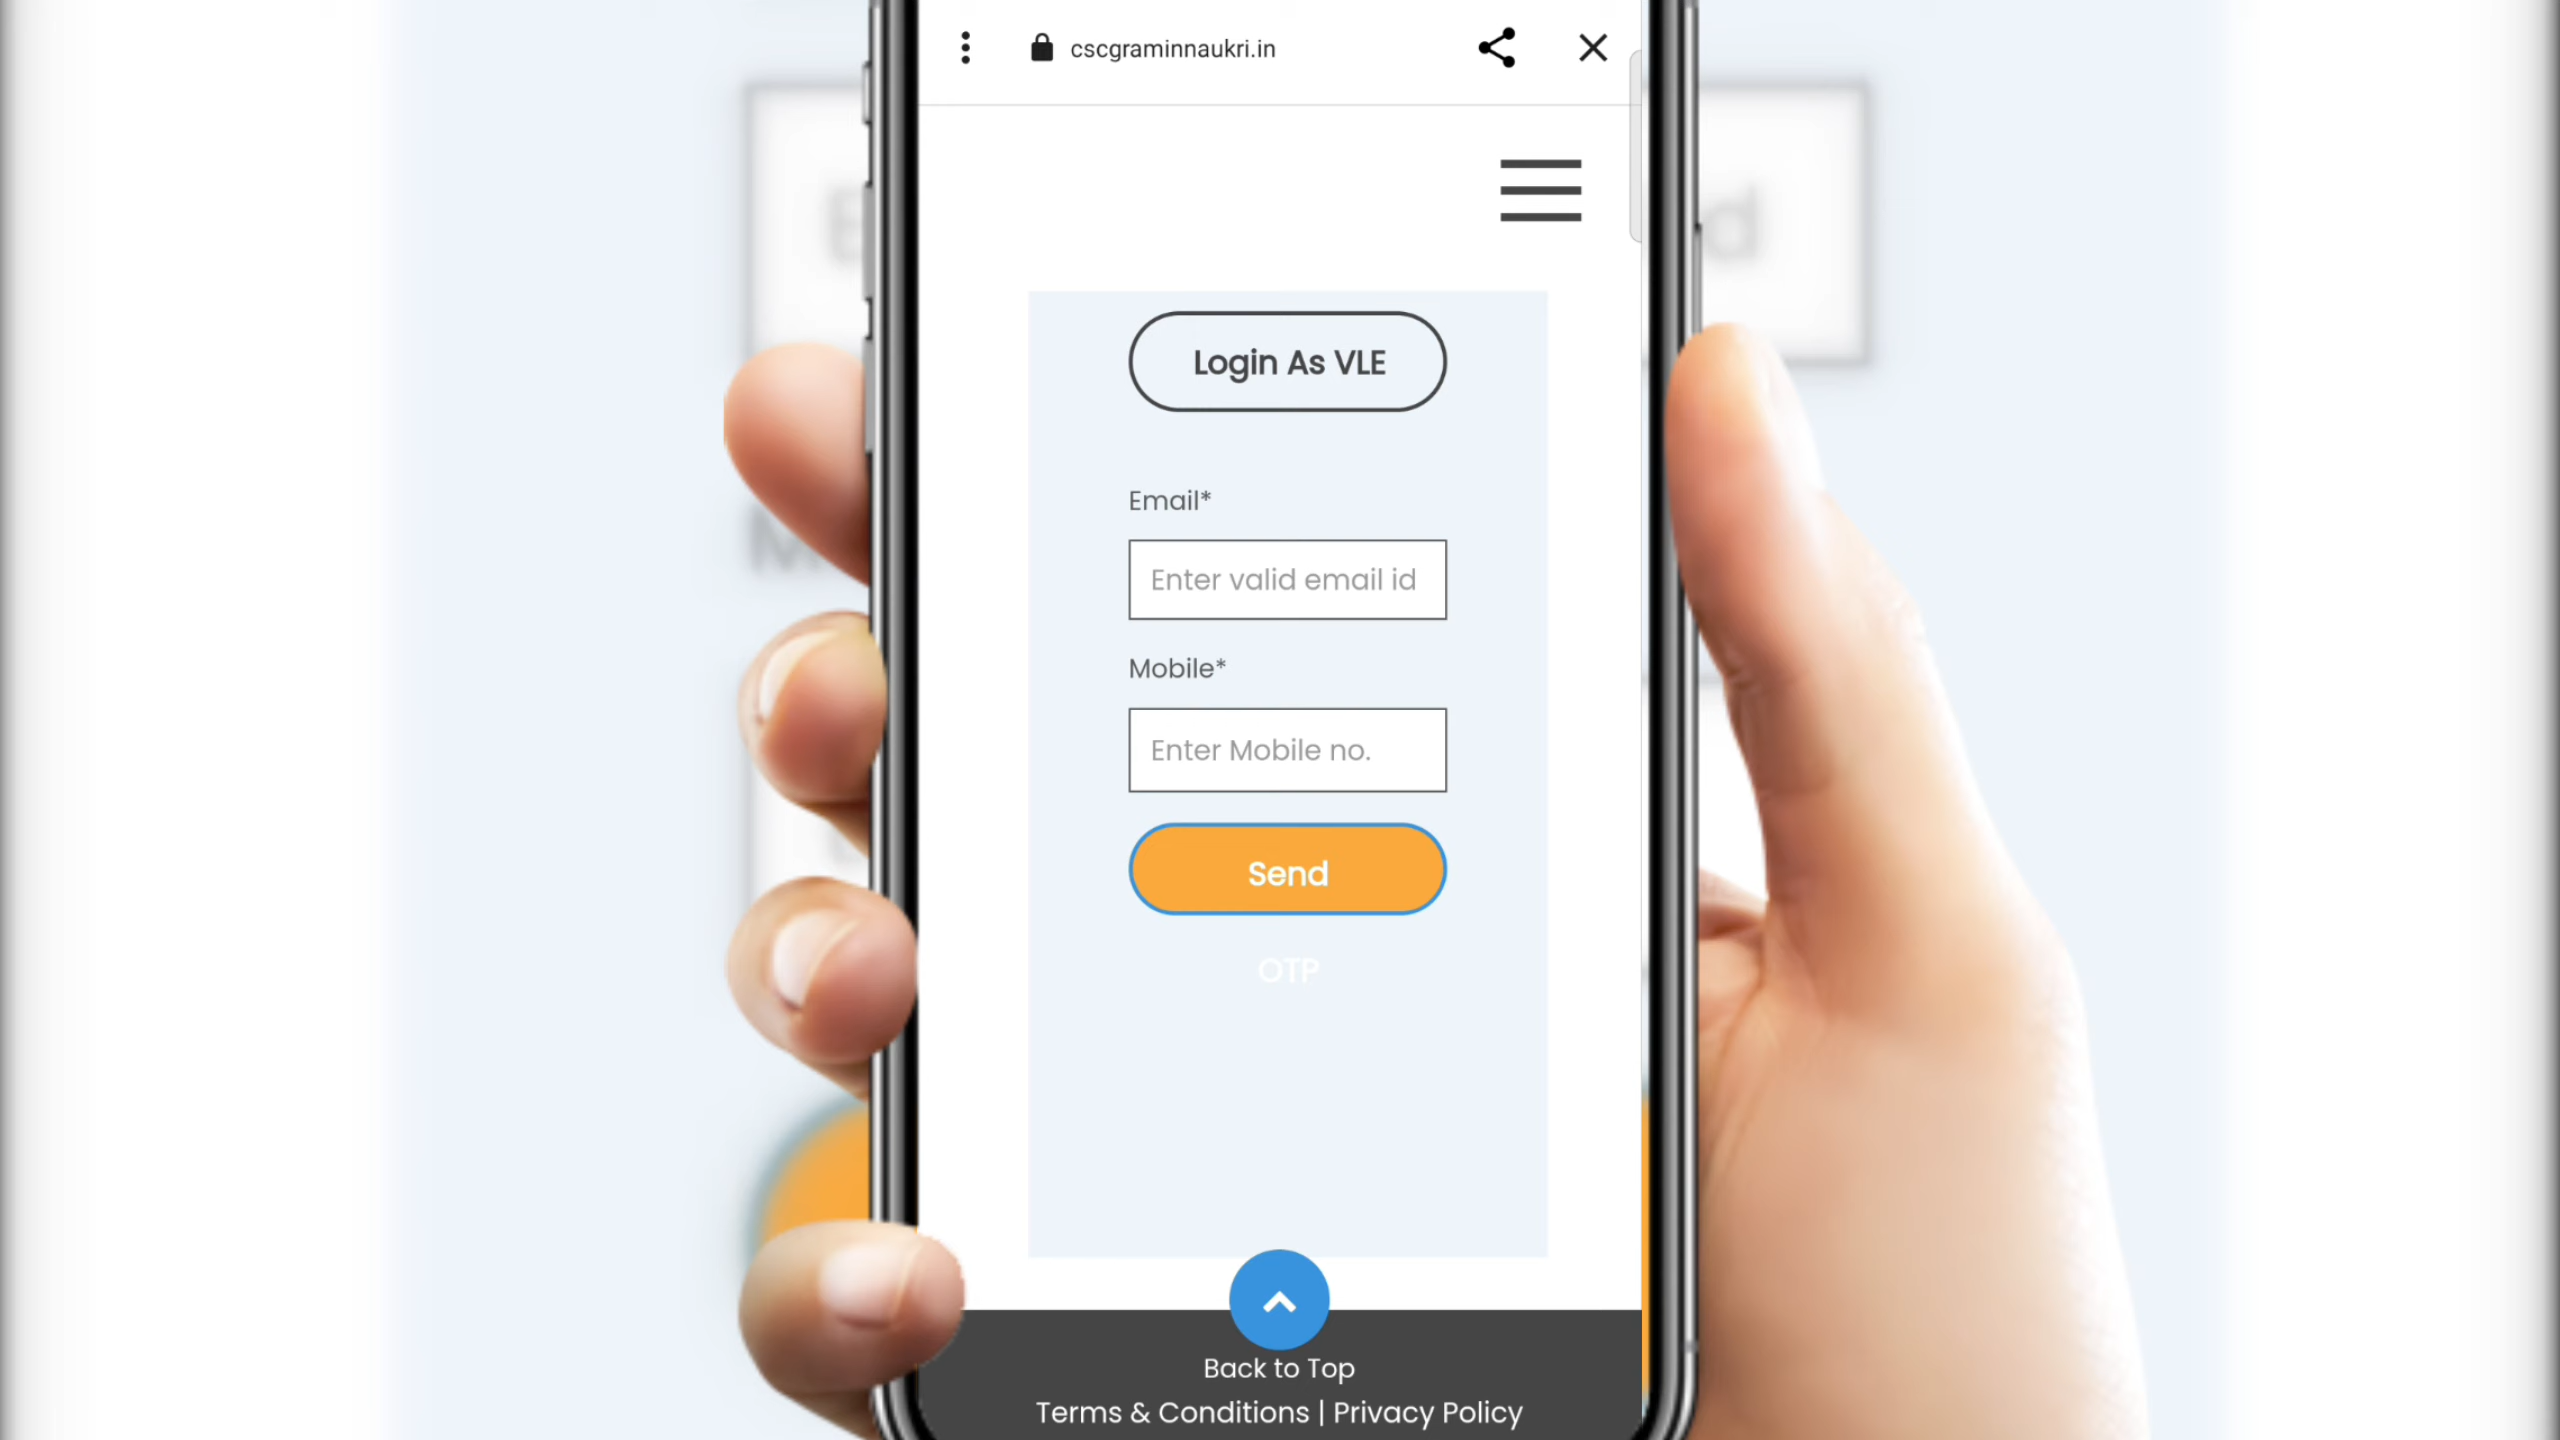 cscgraminnaukri.in
Login As VLE
Email*
Enter valid email id
Mobile*
Enter Mobile no.
Send
OTP
Back to Top
Terms & Conditions | Privacy Policy